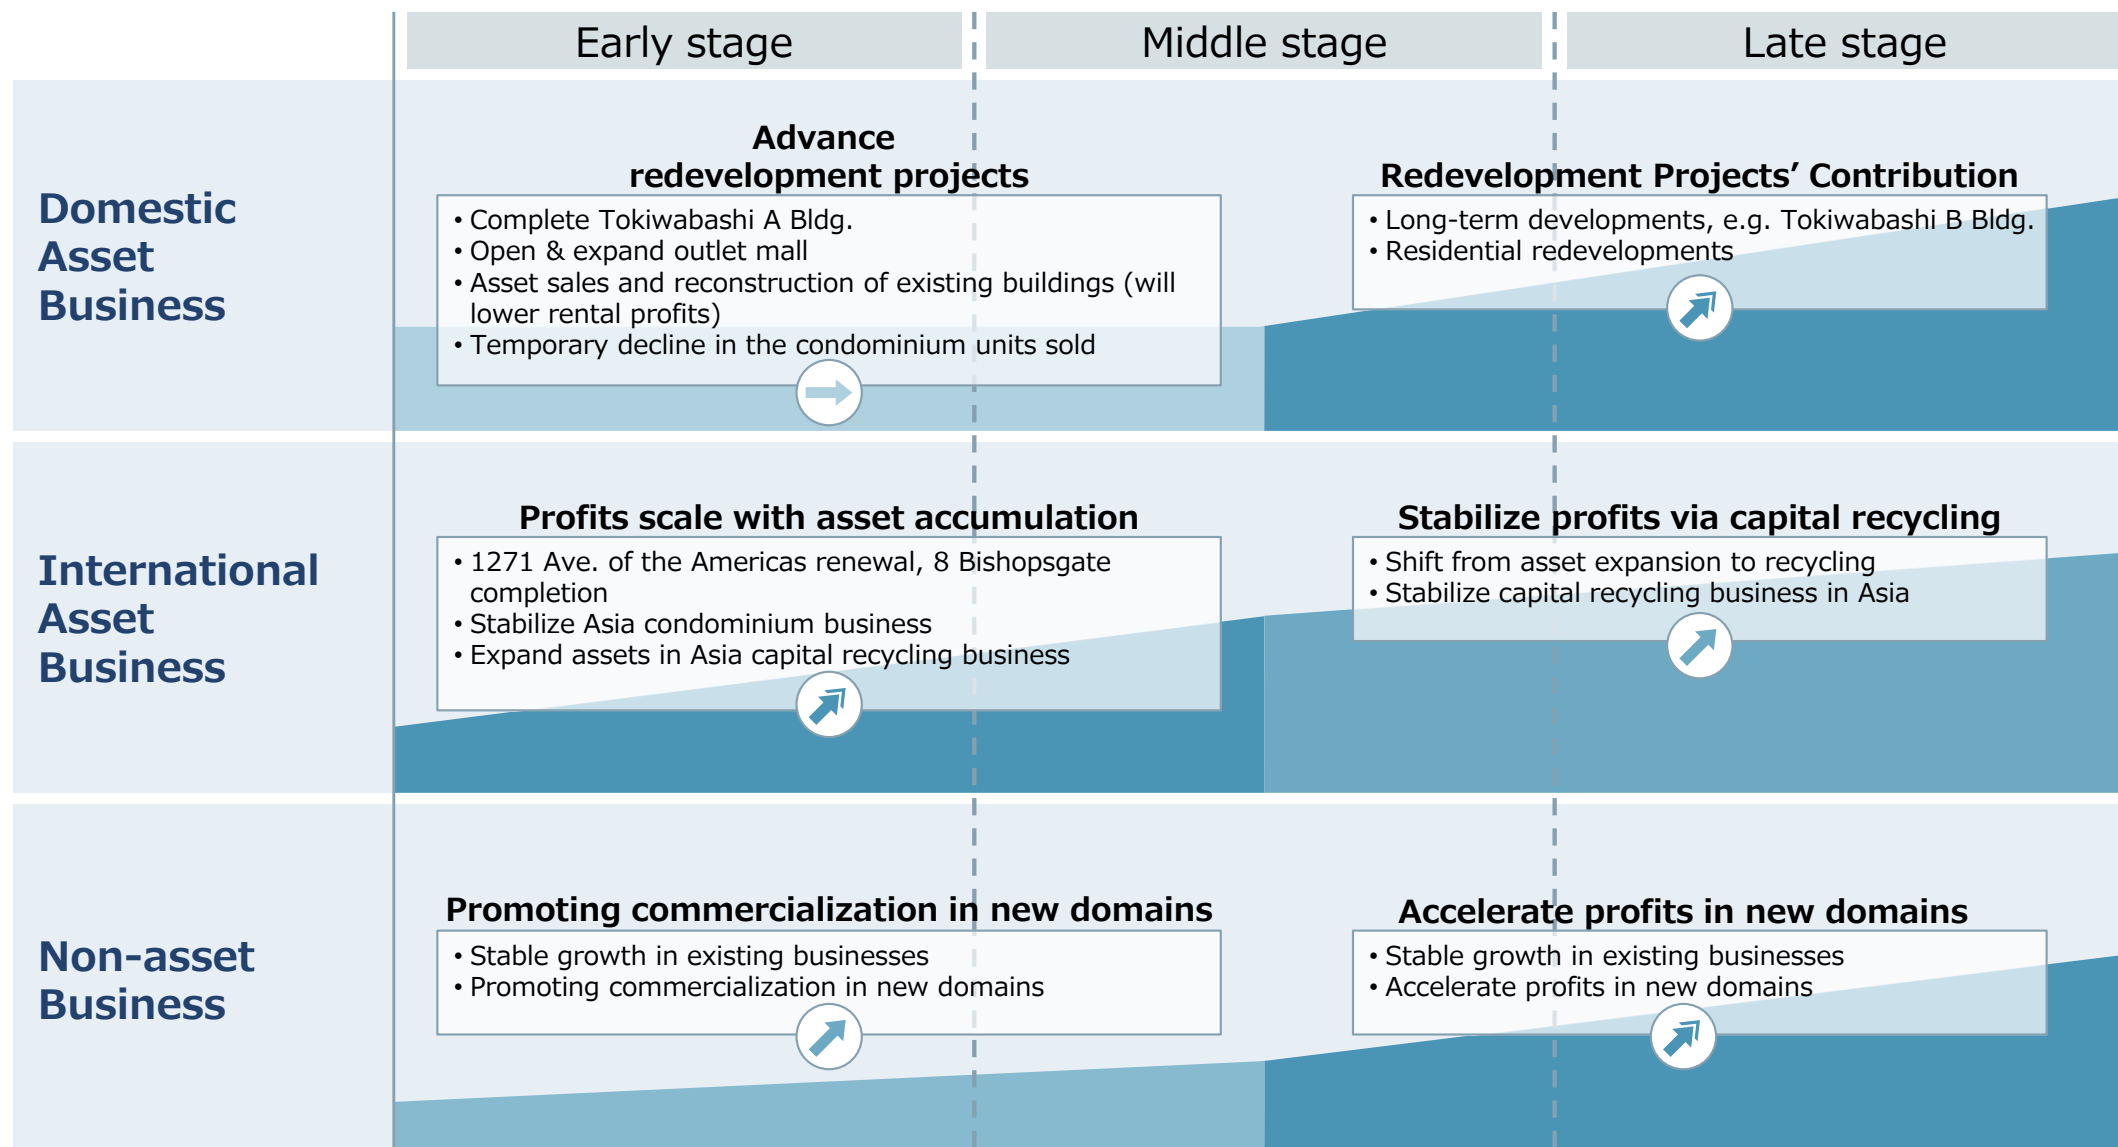 Early stage
Middle stage
Late stage
Domestic
Asset
Business
Advance
redevelopment projects
• Complete Tokiwabashi A Bldg.
• Open & expand outlet mall
• Asset sales and reconstruction of existing buildings (will
lower rental profits)
• Temporary decline in the condominium units sold
Redevelopment Projects’ Contribution
• Long-term developments, e.g. Tokiwabashi B Bldg.
• Residential redevelopments
International
Asset
Business
Profits scale with asset accumulation
• 1271 Ave. of the Americas renewal, 8 Bishopsgate
completion
• Stabilize Asia condominium business
• Expand assets in Asia capital recycling business
Stabilize profits via capital recycling
• Shift from asset expansion to recycling
• Stabilize capital recycling business in Asia
Non-asset
Business
Promoting commercialization in new domains
• Stable growth in existing businesses
• Promoting commercialization in new domains
Accelerate profits in new domains
• Stable growth in existing businesses
• Accelerate profits in new domains